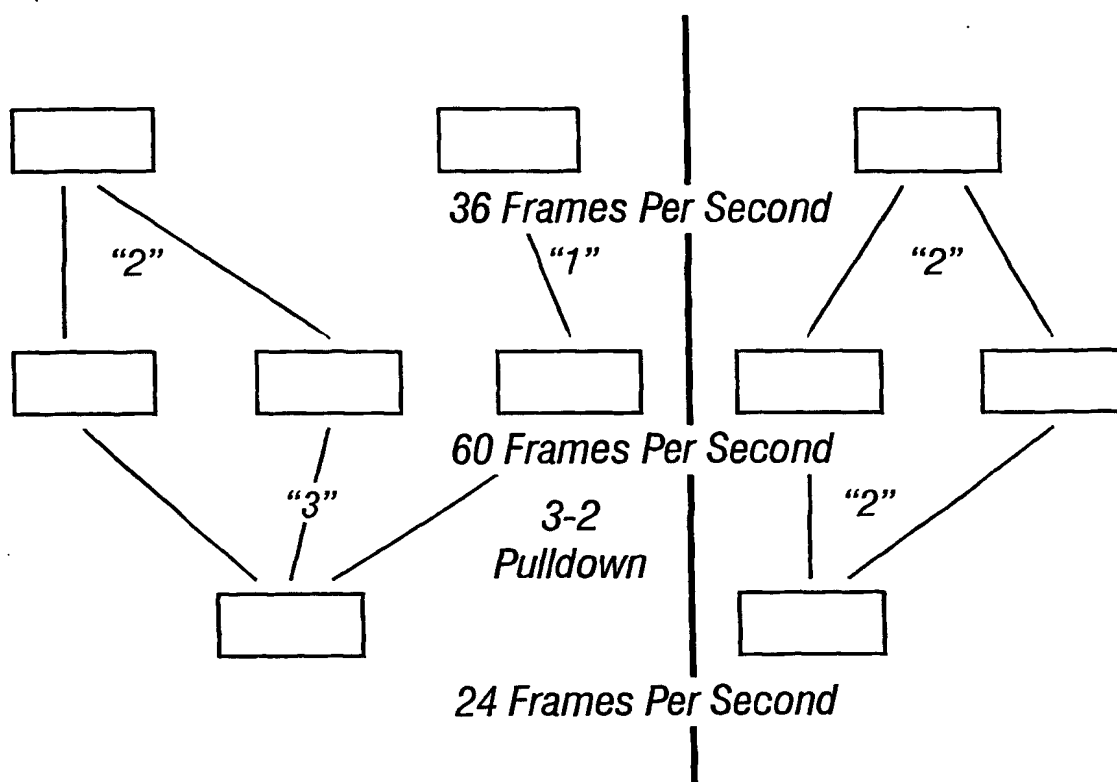 36 Frames Per Second
“2”
“1”
“2”
60 Frames Per Second
“3”
3-2
Pulldown
“2”
24 Frames Per Second